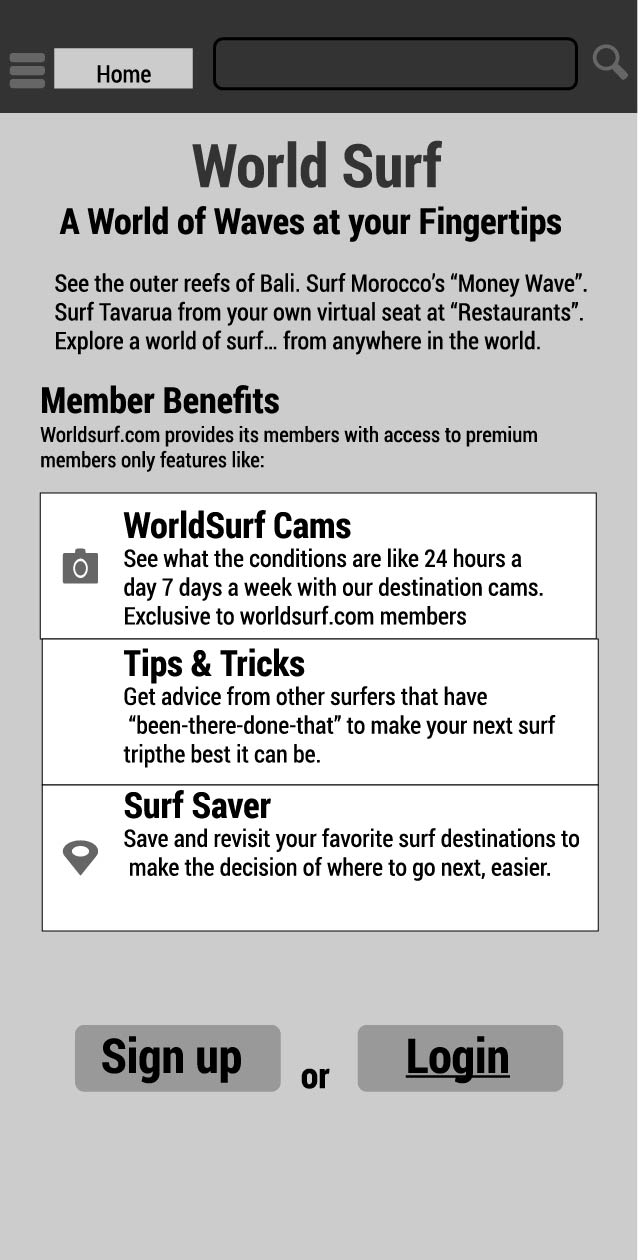 Home
World Surf
A World of Waves at your Fingertips
See the outer reefs of Bali. Surf Morocco’s “Money Wave”.
Surf Tavarua from your own virtual seat at “Restaurants”.
Explore a world of surf... from anywhere in the world.
Member Benefits
Worldsurf.com provides its members with access to premium
members only features like:
WorldSurf Cams
See what the conditions are like 24 hours a
day 7 days a week with our destination cams.
Exclusive to worldsurf.com members
Tips & Tricks
Get advice from other surfers that have
“been-there-done-that” to make your next surf
tripthe best it can be.
Surf Saver
Save and revisit your favorite surf destinations to
make the decision of where to go next, easier.
Sign up or Login